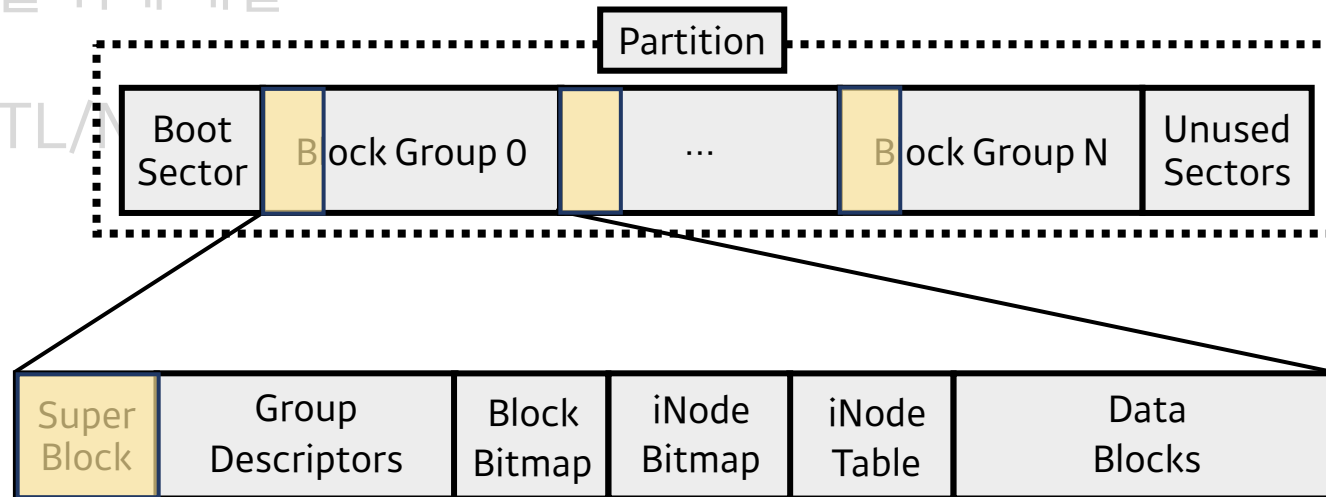 Partition
Boot
Sector
Block Group 0
...
Block Group N
Unused
Sectors
Super
Block
Group
Descriptors
Block
Bitmap
iNode
Bitmap
iNode
Table
Data
Blocks